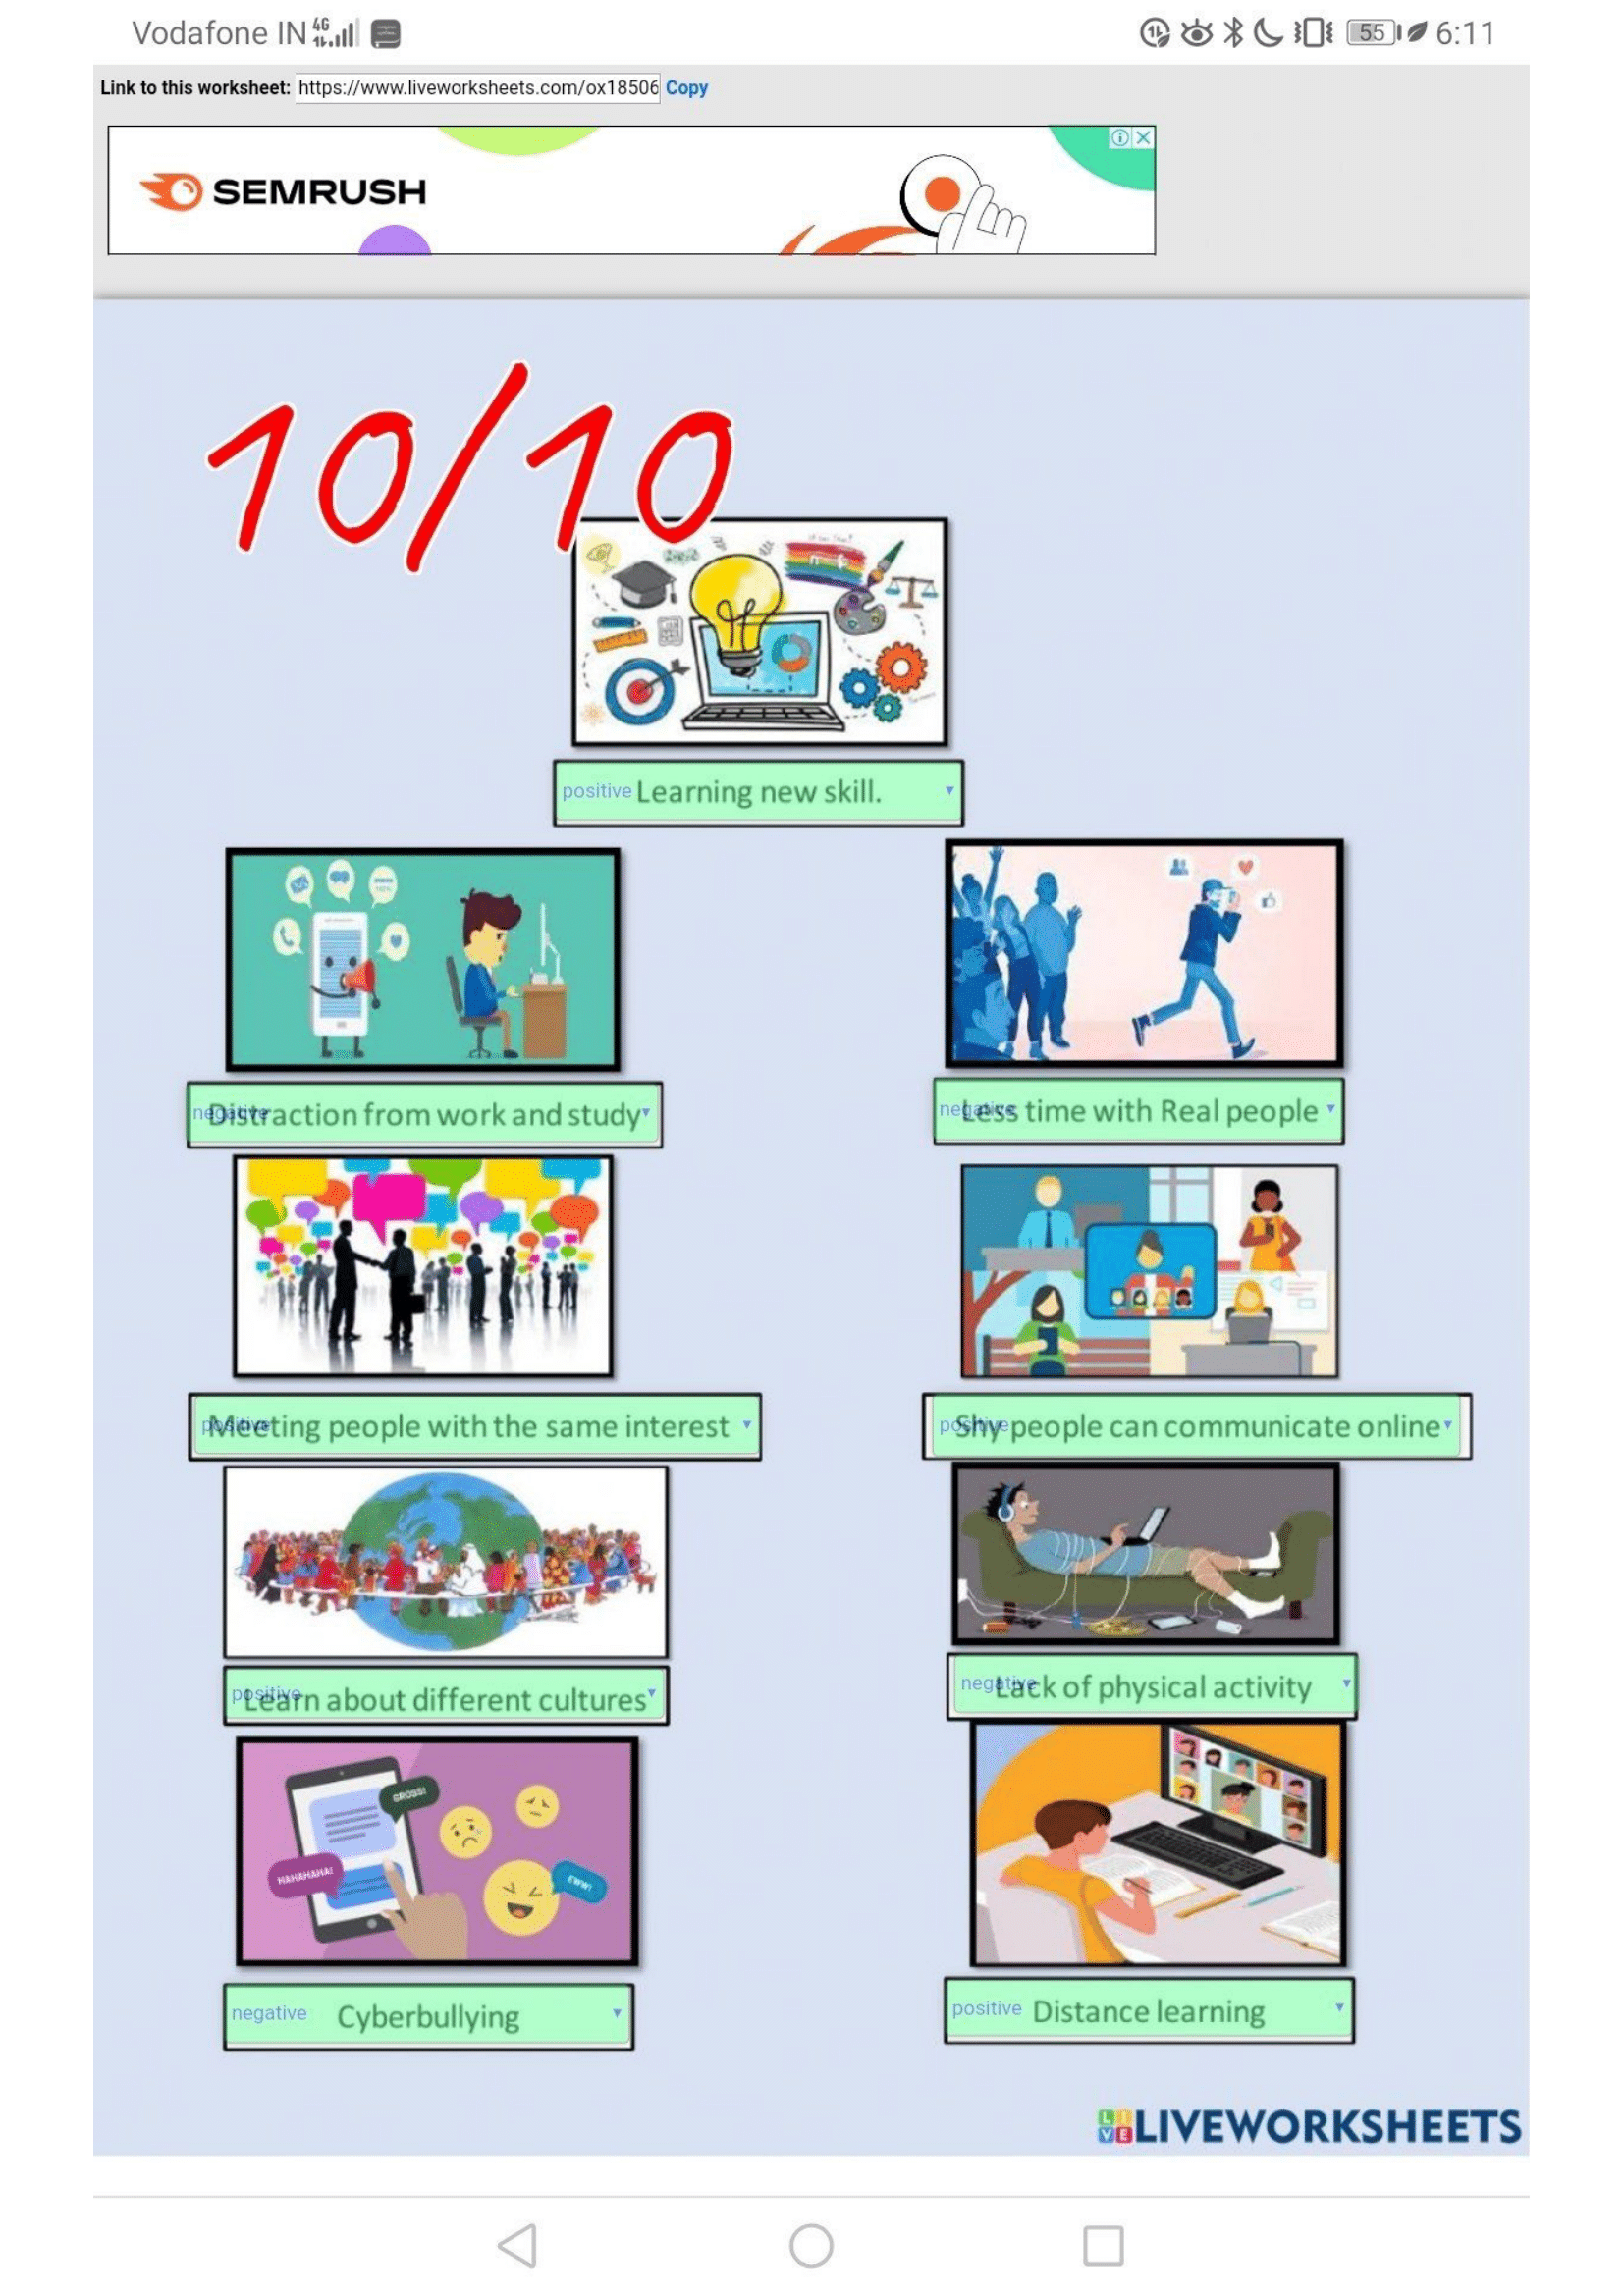 Vodafone IN 4G 55 6:11
Link to this worksheet: https://www.liveworksheets.com/ox18506 Copy
SEMRUSH
10/10
positive Learning new skill.
negative Distraction from work and study
negative Less time with Real people
positive Meeting people with the same interest
positive Shy people can communicate online
positive Learn about different cultures
negative Lack of physical activity
GROSS!
HAHAHAHA!
EWW!
negative Cyberbullying
positive Distance learning
LIVE LIVEWORKSHEETS